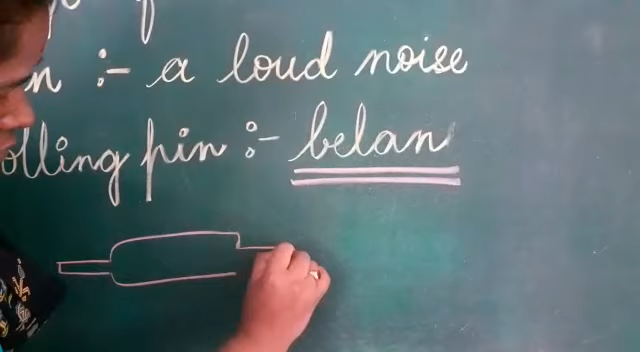 n :- a loud noise
olling pin :- belan